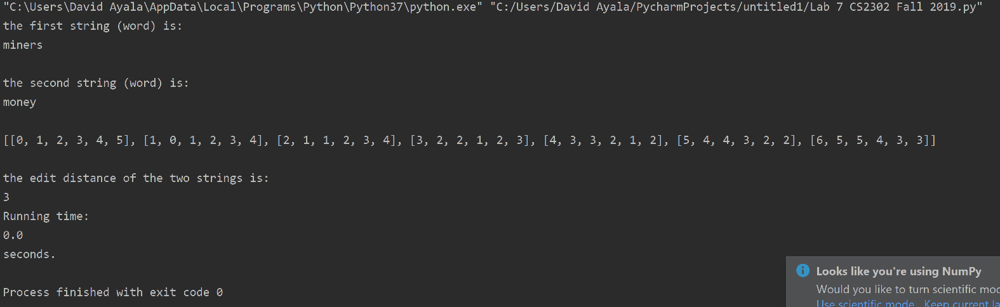 "C:\Users\David Ayala\AppData\Local\Programs\Python\Python37\python.exe" "C:/Users/David Ayala/PycharmProjects/untitled1/Lab 7 CS2302 Fall 2019.py"
the first string (word) is:
miners
the second string (word) is:
money
[[0, 1, 2, 3, 4, 5], [1, 0, 1, 2, 3, 4], [2, 1, 1, 2, 3, 4], [3, 2, 2, 1, 2, 3], [4, 3, 3, 2, 1, 2], [5, 4, 4, 3, 2, 2], [6, 5, 5, 4, 3, 3]]
the edit distance of the two strings is:
3
Running time:
0.0
seconds.
Looks like you're using NumPy
Would you like to turn scientific
Process finished with exit code 0
Use scientific mode Keep current